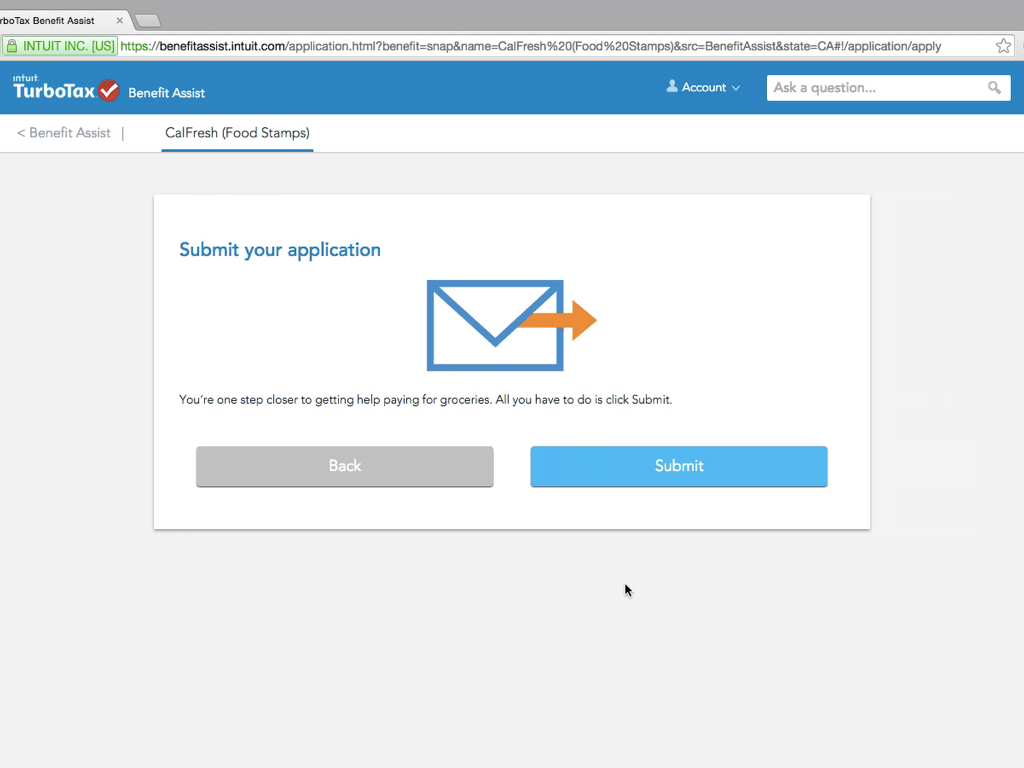 rboTax Benefit Assist
INTUIT INC. [US] https://benefitassist.intuit.com/application.html?benefit=snap&name=CalFresh%20(Food%20Stamps)&src=BenefitAssist&state=CA#!/application/apply
intuit
TurboTax Benefit Assist
Account
Ask a question...
< Benefit Assist |
CalFresh (Food Stamps)
Submit your application
You're one step closer to getting help paying for groceries. All you have to do is click Submit.
Back
Submit